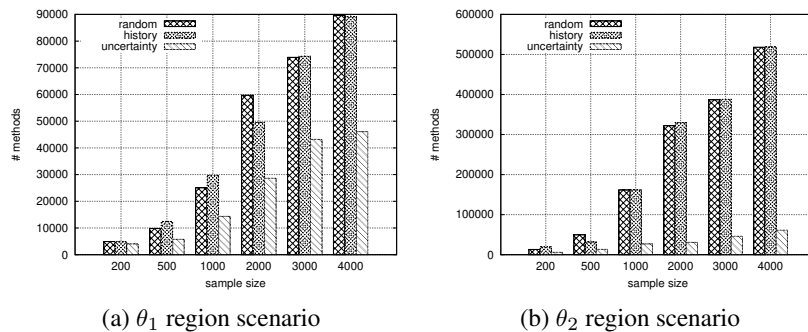 90000
80000
70000
60000
50000
40000
30000
20000
10000
0
# methods
random
history
uncertainty
200 500 1000 2000 3000 4000
sample size
(a) θ₁ region scenario
600000
500000
400000
300000
200000
100000
0
# methods
random
history
uncertainty
200 500 1000 2000 3000 4000
sample size
(b) θ₂ region scenario